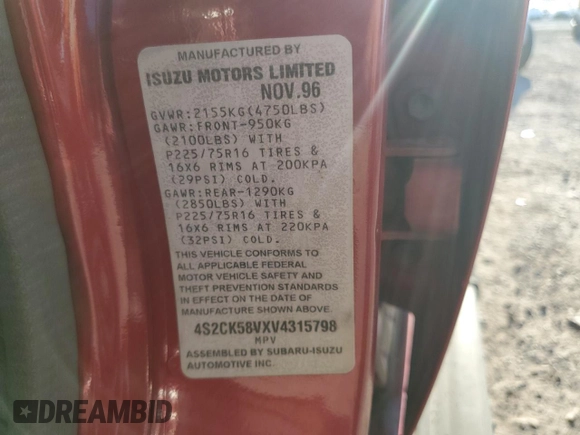 MANUFACTURED BY
ISUZU MOTORS LIMITED
NOV.96
GVWR:2155KG(4750LBS)
GAWR:FRONT-950KG
(2100LBS) WITH
P225/75R16 TIRES &
16X6 RIMS AT 200KPA
(29PSI) COLD.
GAWR:REAR-1290KG
(2850LBS) WITH
P225/75R16 TIRES &
16X6 RIMS AT 220KPA
(32PSI) COLD.
THIS VEHICLE CONFORMS TO
ALL APPLICABLE FEDERAL
MOTOR VEHICLE SAFETY AND
THEFT PREVENTION STANDARDS
IN EFFECT ON THE DATE OF
MANUFACTURE SHOWN ABOVE.
4S2CK58VXV4315798
MPV
ASSEMBLED BY SUBARU-ISUZU
AUTOMOTIVE INC.
DREAMBID